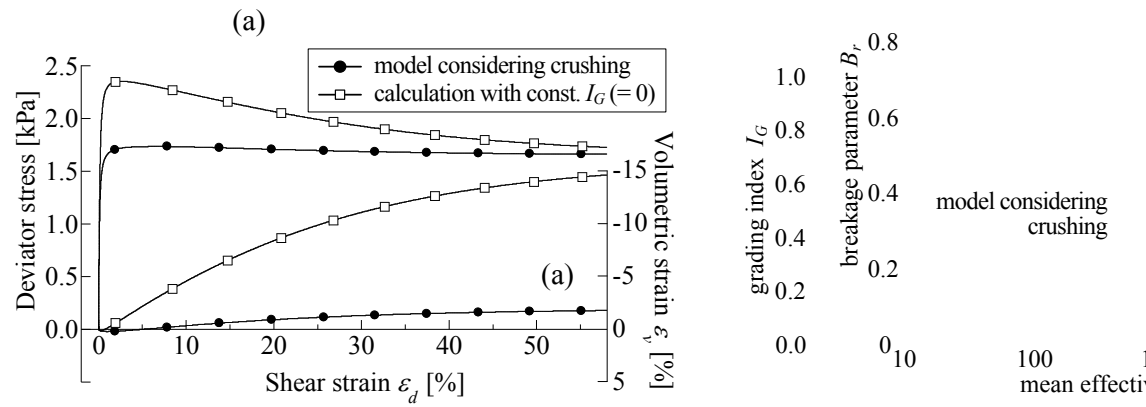 (a)
model considering crushing
calculation with const. I_G (= 0)
Deviator stress [kPa]
2.5
2.0
1.5
1.0
0.5
0.0
0 10 20 30 40 50
Shear strain ε_d [%]
(a)
-15
-10
-5
0
5
Volumetric strain ε_v [%]
grading index I_G
1.0
0.8
0.6
0.4
0.2
0.0
breakage parameter B_r
0.8
0.6
0.4
0.2
0
model considering
crushing
10 100 1
mean effectiv